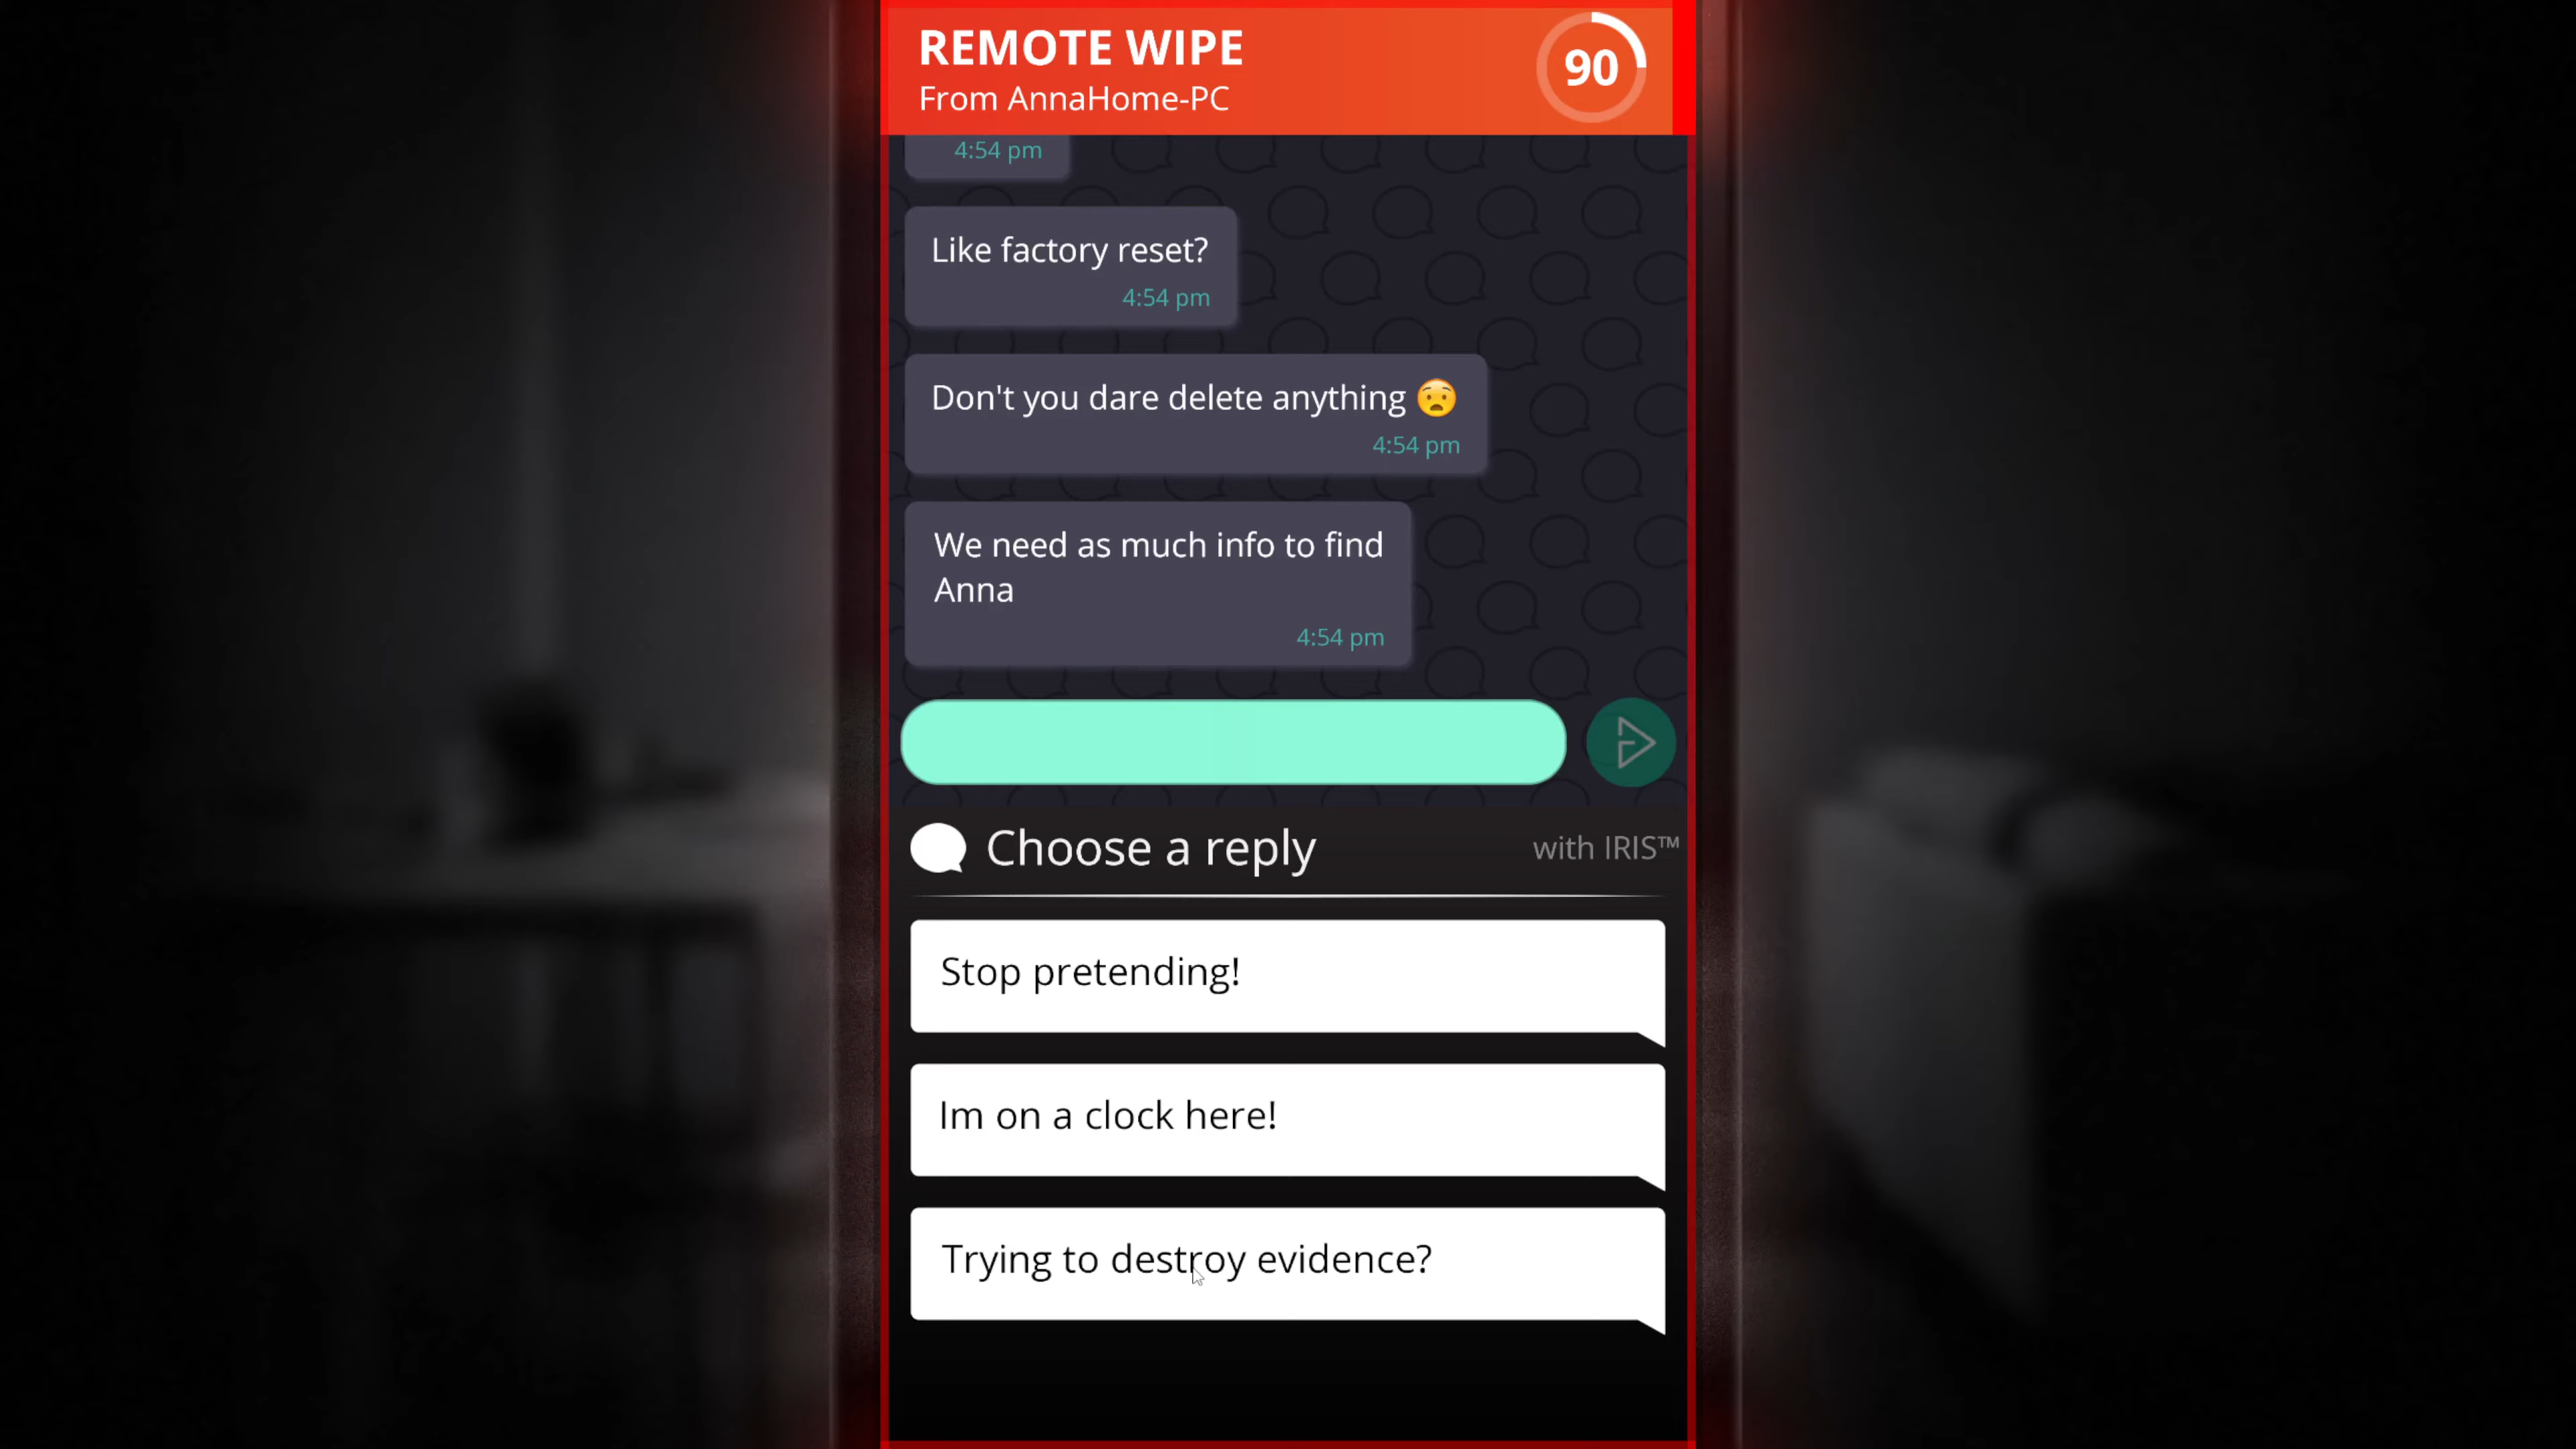 REMOTE WIPE
From AnnaHome-PC
90
4:54 pm
Like factory reset?
4:54 pm
Don't you dare delete anything 😧
4:54 pm
We need as much info to find
Anna
4:54 pm
Choose a reply
with IRIS™
Stop pretending!
Im on a clock here!
Trying to destroy evidence?